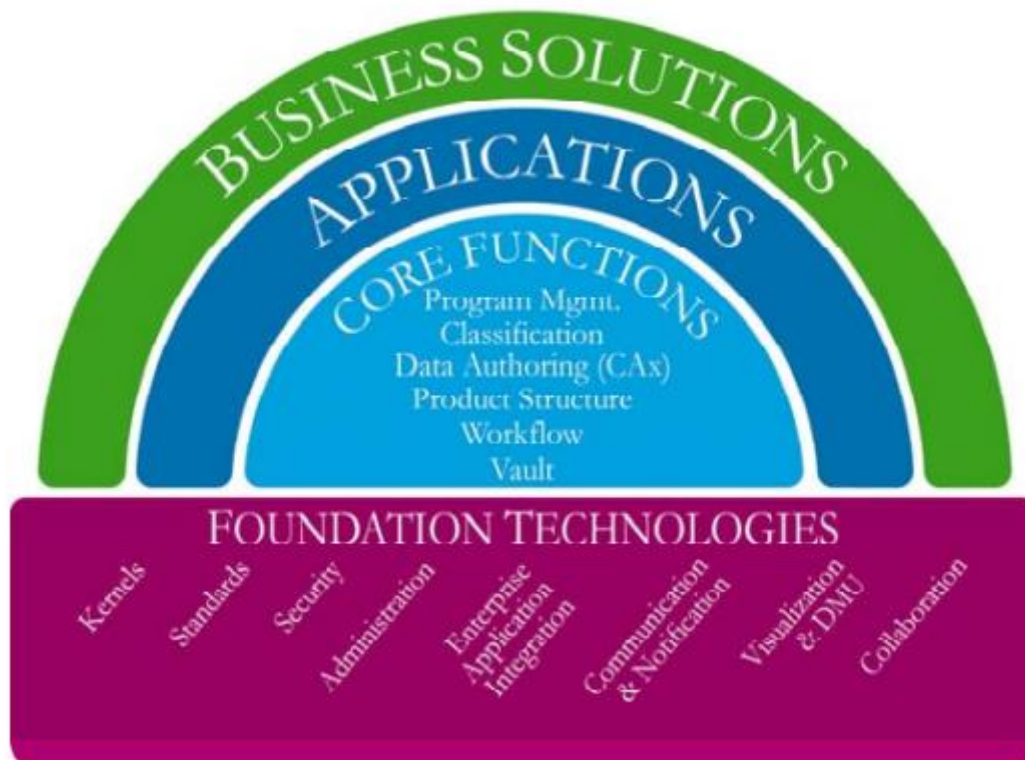 BUSINESS SOLUTIONS
APPLICATIONS
CORE FUNCTIONS
Program Mgmt.
Classification
Data Authoring (CAx)
Product Structure
Workflow
Vault
FOUNDATION TECHNOLOGIES
Kernels
Standards
Security
Administration
Enterprise
Application
Integration
Communication
& Notification
Visualization
& DMU
Collaboration